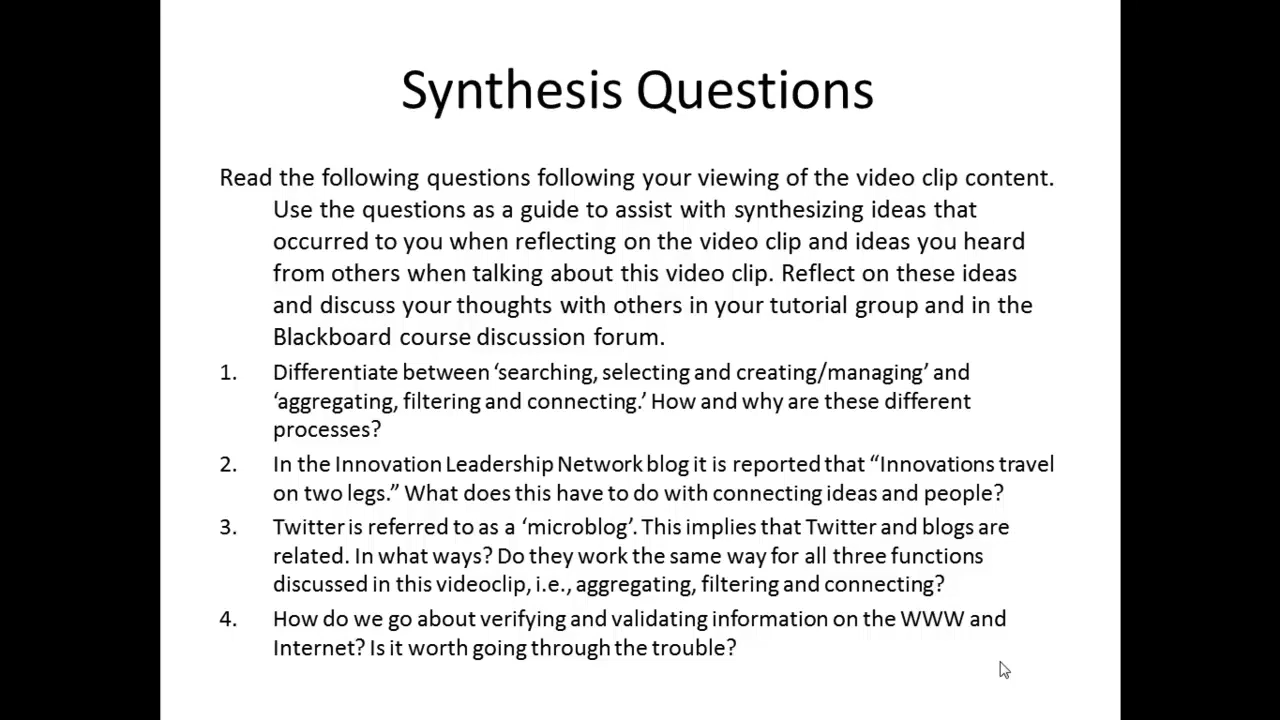 Synthesis Questions
Read the following questions following your viewing of the video clip content.
Use the questions as a guide to assist with synthesizing ideas that
occurred to you when reflecting on the video clip and ideas you heard
from others when talking about this video clip. Reflect on these ideas
and discuss your thoughts with others in your tutorial group and in the
Blackboard course discussion forum.
1. Differentiate between ‘searching, selecting and creating/managing’ and
‘aggregating, filtering and connecting.’ How and why are these different
processes?
2. In the Innovation Leadership Network blog it is reported that “Innovations travel
on two legs.” What does this have to do with connecting ideas and people?
3. Twitter is referred to as a ‘microblog’. This implies that Twitter and blogs are
related. In what ways? Do they work the same way for all three functions
discussed in this videoclip, i.e., aggregating, filtering and connecting?
4. How do we go about verifying and validating information on the WWW and
Internet? Is it worth going through the trouble?